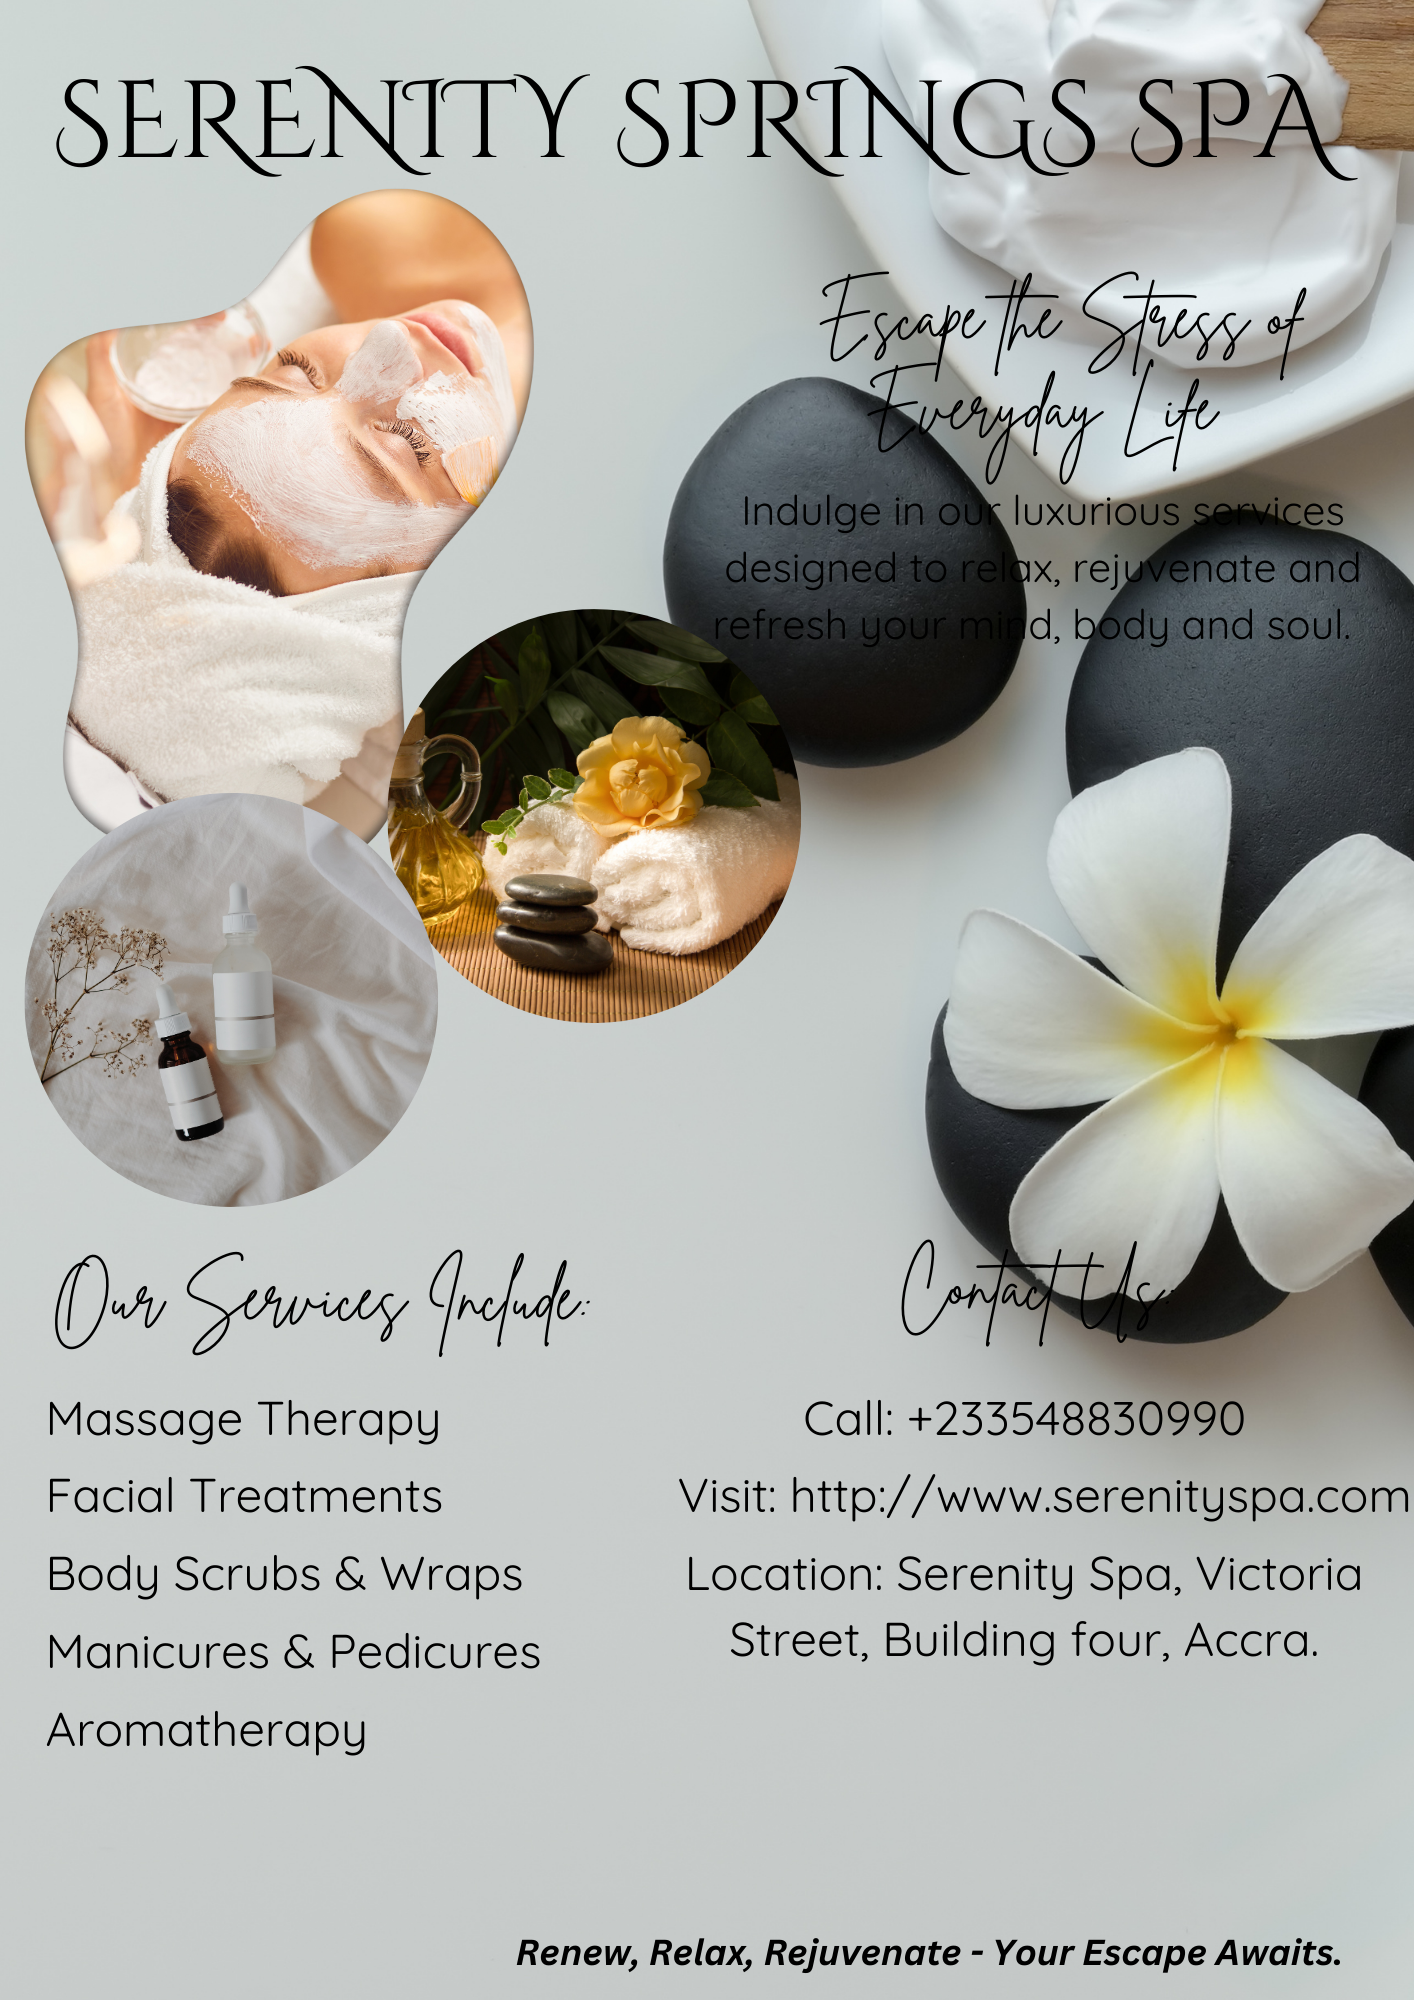 SERENITY SPRINGS SPA
Escape the Stress of
Everyday Life
Indulge in our luxurious services
designed to relax, rejuvenate and
refresh your mind, body and soul.
Our Services Include:
Massage Therapy
Facial Treatments
Body Scrubs & Wraps
Manicures & Pedicures
Aromatherapy
Contact Us:
Call: +233548830990
Visit: http://www.serenityspa.com
Location: Serenity Spa, Victoria
Street, Building four, Accra.
Renew, Relax, Rejuvenate - Your Escape Awaits.